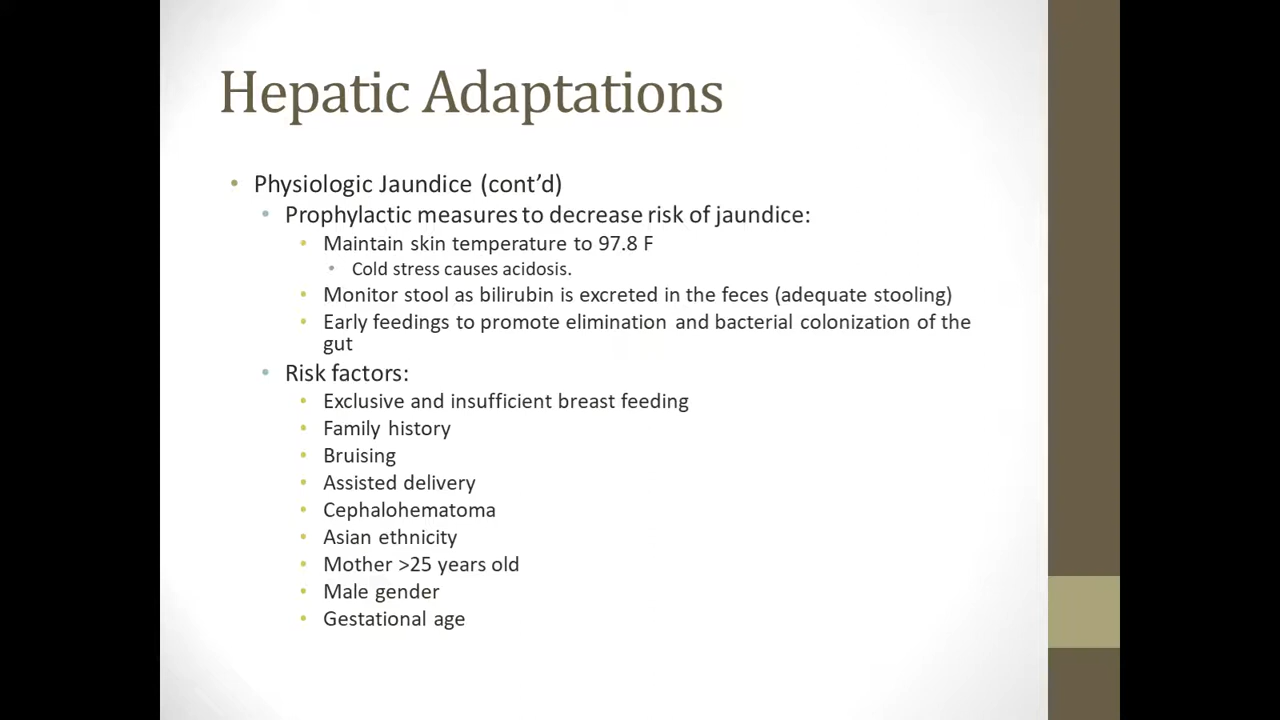 Hepatic Adaptations
• Physiologic Jaundice (cont’d)
• Prophylactic measures to decrease risk of jaundice:
• Maintain skin temperature to 97.8 F
• Cold stress causes acidosis.
• Monitor stool as bilirubin is excreted in the feces (adequate stooling)
• Early feedings to promote elimination and bacterial colonization of the
gut
• Risk factors:
• Exclusive and insufficient breast feeding
• Family history
• Bruising
• Assisted delivery
• Cephalohematoma
• Asian ethnicity
• Mother >25 years old
• Male gender
• Gestational age